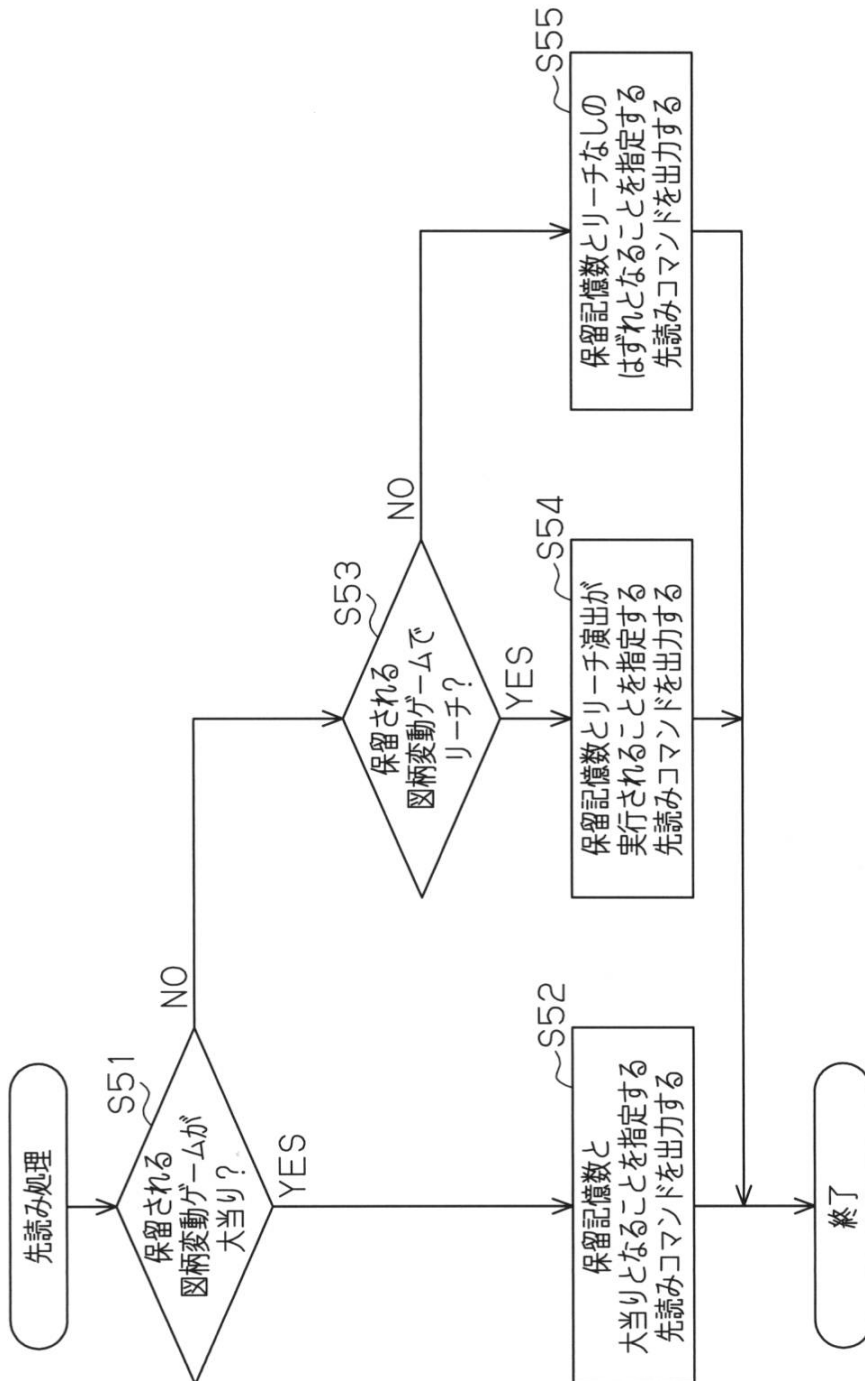 先読み処理
S51
保留される
図柄変動ゲームが
大当り?
YES
NO
S52
保留記憶数と
大当りとなることを指定する
先読みコマンドを出力する
S53
保留される
図柄変動ゲームで
リーチ?
YES
NO
S54
保留記憶数とリーチ演出が
実行されることを指定する
先読みコマンドを出力する
S55
保留記憶数とリーチなしの
はずれとなることを指定する
先読みコマンドを出力する
終了